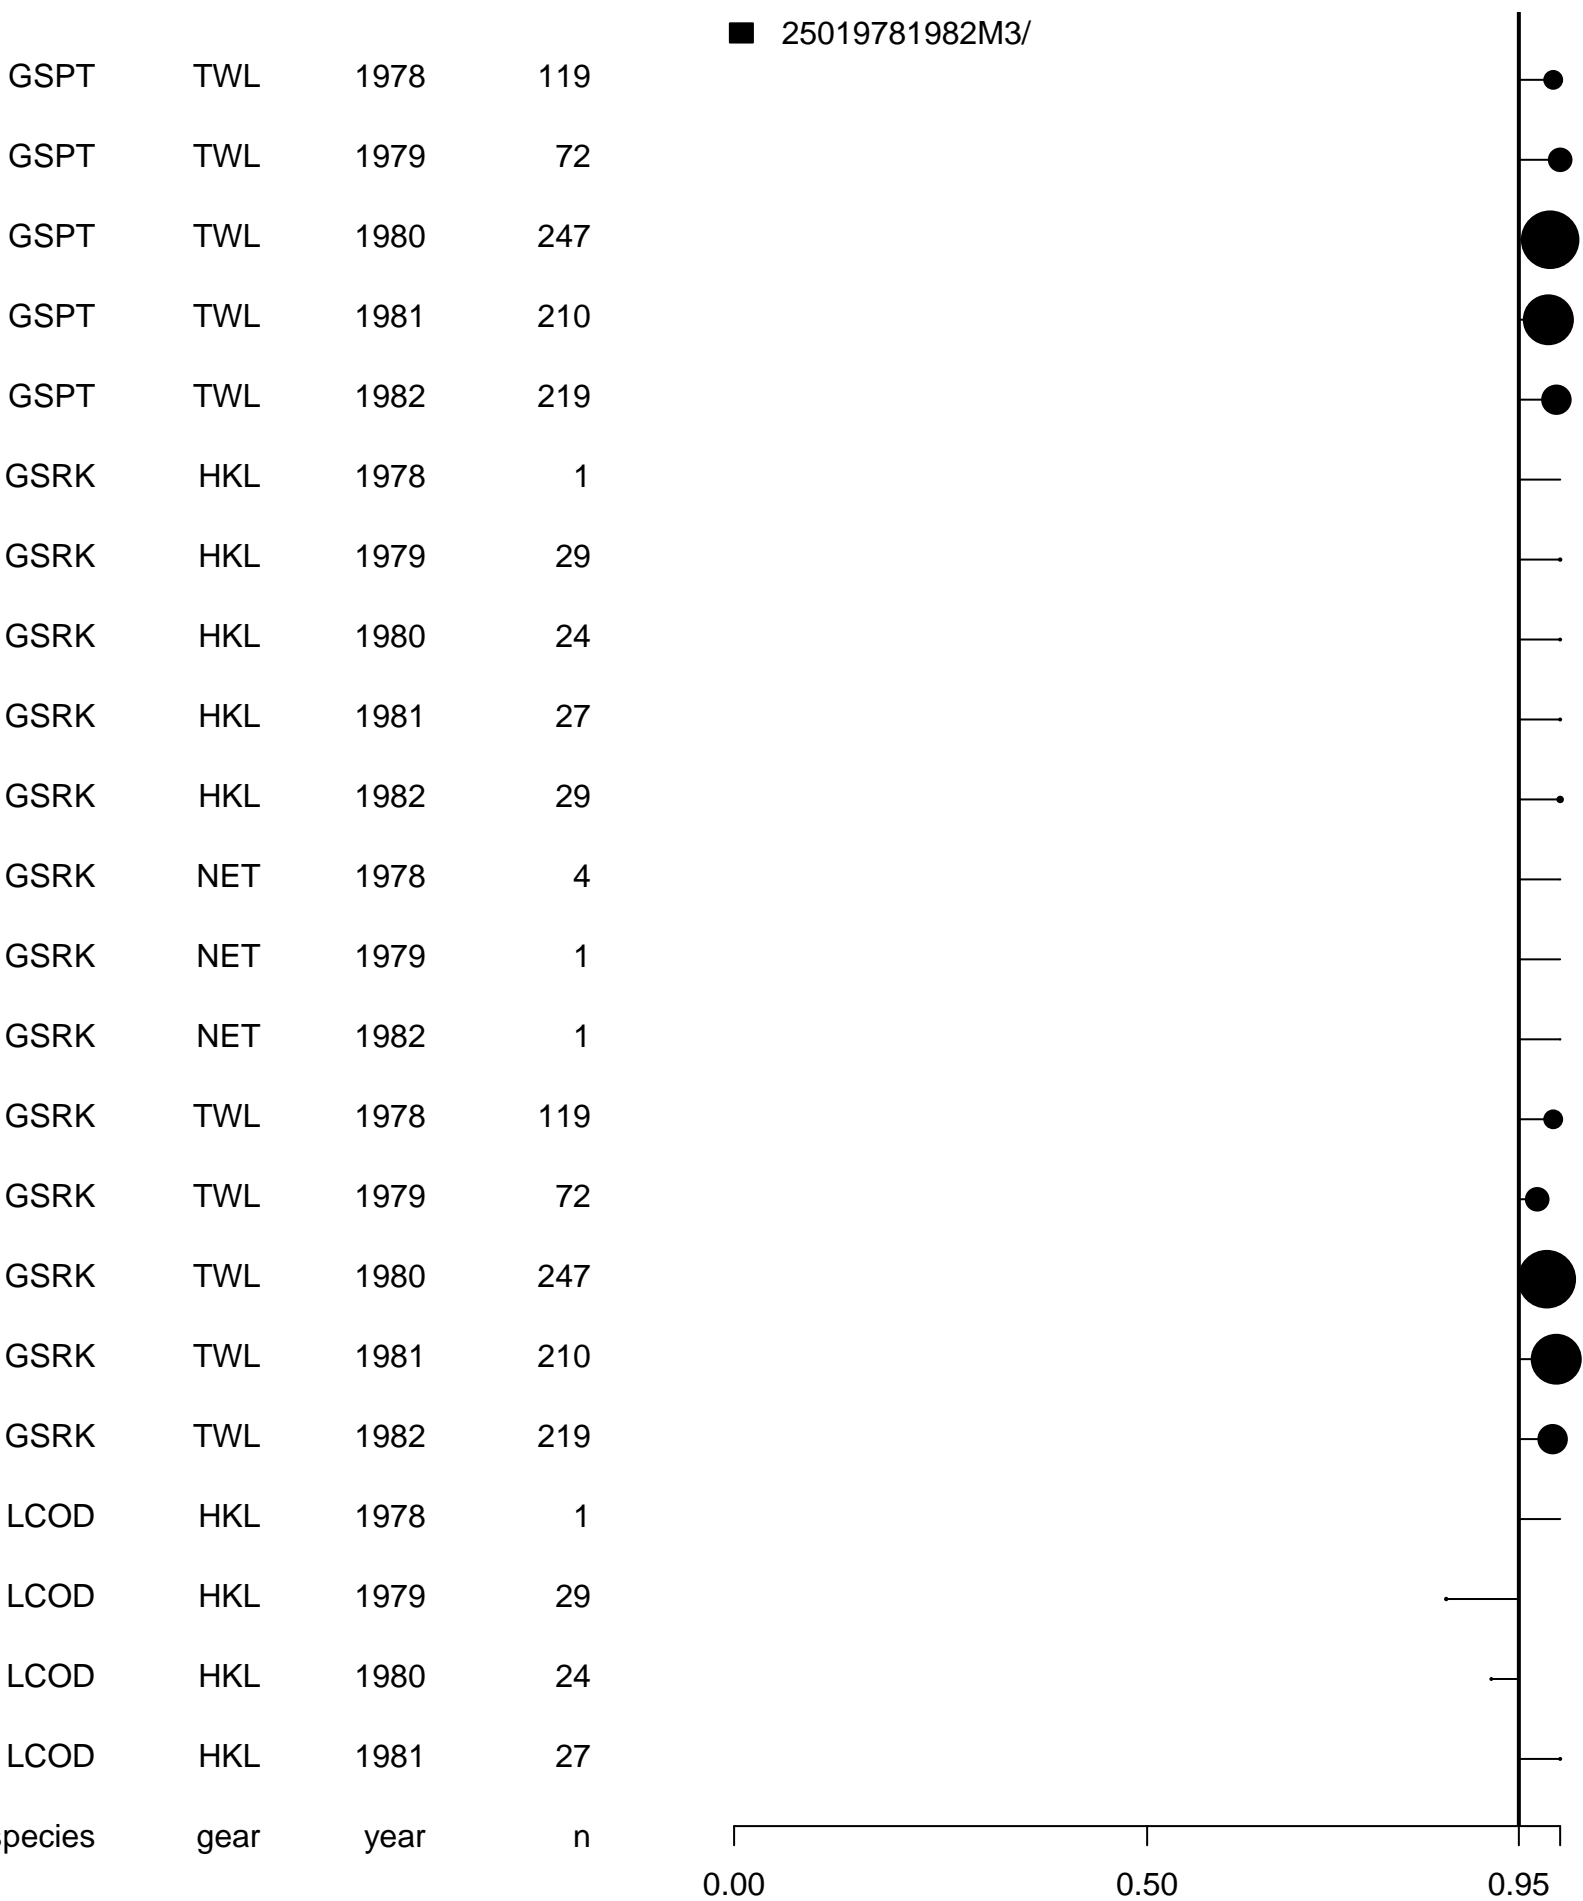 25019781982M3/
GSPT TWL 1978 119
GSPT TWL 1979 72
GSPT TWL 1980 247
GSPT TWL 1981 210
GSPT TWL 1982 219
GSRK HKL 1978 1
GSRK HKL 1979 29
GSRK HKL 1980 24
GSRK HKL 1981 27
GSRK HKL 1982 29
GSRK NET 1978 4
GSRK NET 1979 1
GSRK NET 1982 1
GSRK TWL 1978 119
GSRK TWL 1979 72
GSRK TWL 1980 247
GSRK TWL 1981 210
GSRK TWL 1982 219
LCOD HKL 1978 1
LCOD HKL 1979 29
LCOD HKL 1980 24
LCOD HKL 1981 27
pecies gear year n
0.00 0.50 0.95